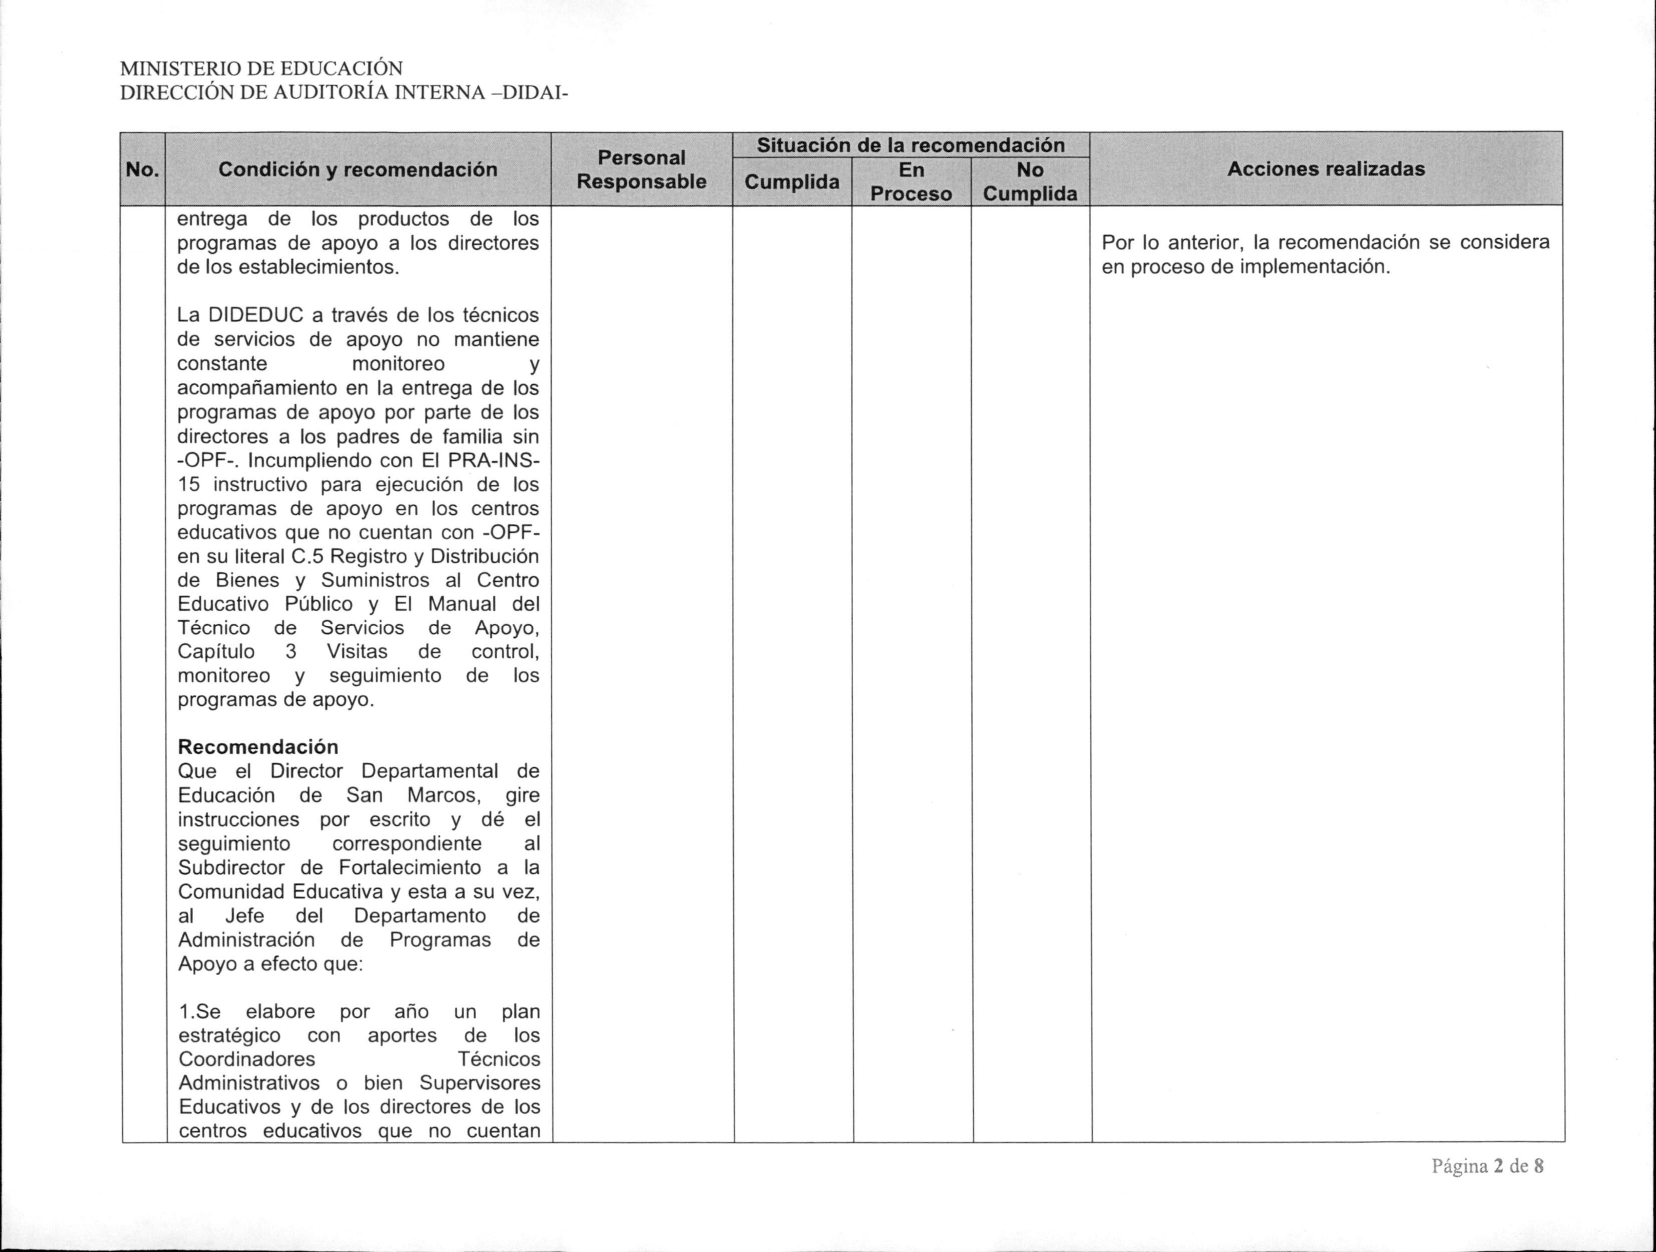 MINISTERIO DE EDUCACIÓN
DIRECCIÓN DE AUDITORÍA INTERNA –DIDAI-
No.
Condición y recomendación
Personal
Responsable
Situación de la recomendación
Cumplida
En
Proceso
No
Cumplida
Acciones realizadas
entrega de los productos de los
programas de apoyo a los directores
de los establecimientos.
La DIDEDUC a través de los técnicos
de servicios de apoyo no mantiene
constante monitoreo y
acompañamiento en la entrega de los
programas de apoyo por parte de los
directores a los padres de familia sin
-OPF-. Incumpliendo con El PRA-INS-
15 instructivo para ejecución de los
programas de apoyo en los centros
educativos que no cuentan con -OPF-
en su literal C.5 Registro y Distribución
de Bienes y Suministros al Centro
Educativo Público y El Manual del
Técnico de Servicios de Apoyo,
Capítulo 3 Visitas de control,
monitoreo y seguimiento de los
programas de apoyo.
Recomendación
Que el Director Departamental de
Educación de San Marcos, gire
instrucciones por escrito y dé el
seguimiento correspondiente al
Subdirector de Fortalecimiento a la
Comunidad Educativa y esta a su vez,
al Jefe del Departamento de
Administración de Programas de
Apoyo a efecto que:
1.Se elabore por año un plan
estratégico con aportes de los
Coordinadores Técnicos
Administrativos o bien Supervisores
Educativos y de los directores de los
centros educativos que no cuentan
Por lo anterior, la recomendación se considera
en proceso de implementación.
Página 2 de 8